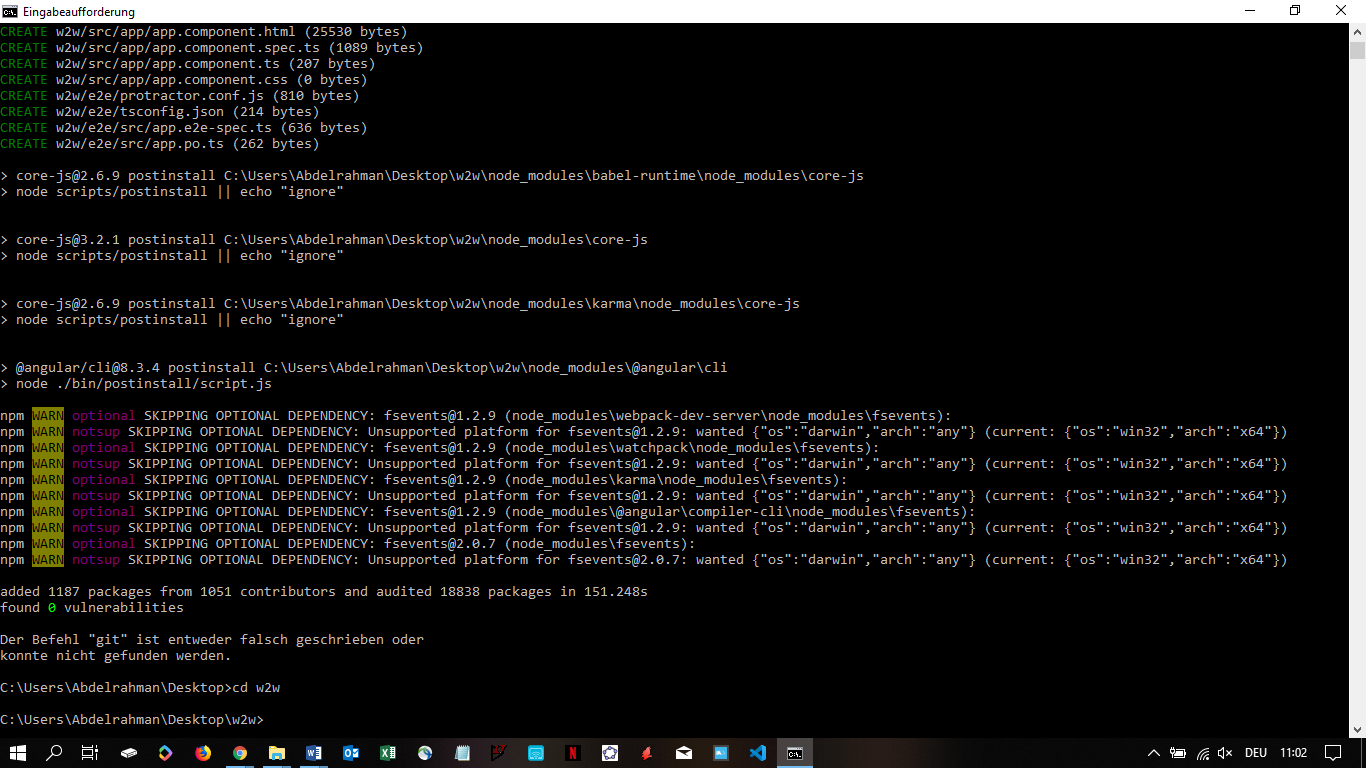 Eingabeaufforderung
CREATE w2w/src/app/app.component.html (25530 bytes)
CREATE w2w/src/app/app.component.spec.ts (1089 bytes)
CREATE w2w/src/app/app.component.ts (207 bytes)
CREATE w2w/src/app/app.component.css (0 bytes)
CREATE w2w/e2e/protractor.conf.js (810 bytes)
CREATE w2w/e2e/tsconfig.json (214 bytes)
CREATE w2w/e2e/src/app.e2e-spec.ts (636 bytes)
CREATE w2w/e2e/src/app.po.ts (262 bytes)
> core-js@2.6.9 postinstall C:\Users\Abdelrahman\Desktop\w2w\node_modules\babel-runtime\node_modules\core-js
> node scripts/postinstall || echo "ignore"
> core-js@3.2.1 postinstall C:\Users\Abdelrahman\Desktop\w2w\node_modules\core-js
> node scripts/postinstall || echo "ignore"
> core-js@2.6.9 postinstall C:\Users\Abdelrahman\Desktop\w2w\node_modules\karma\node_modules\core-js
> node scripts/postinstall || echo "ignore"
> @angular/cli@8.3.4 postinstall C:\Users\Abdelrahman\Desktop\w2w\node_modules\@angular\cli
> node ./bin/postinstall/script.js
npm WARN optional SKIPPING OPTIONAL DEPENDENCY: fsevents@1.2.9 (node_modules\webpack-dev-server\node_modules\fsevents):
npm WARN notsup SKIPPING OPTIONAL DEPENDENCY: Unsupported platform for fsevents@1.2.9: wanted {"os":"darwin","arch":"any"} (current: {"os":"win32","arch":"x64"})
npm WARN optional SKIPPING OPTIONAL DEPENDENCY: fsevents@1.2.9 (node_modules\watchpack\node_modules\fsevents):
npm WARN notsup SKIPPING OPTIONAL DEPENDENCY: Unsupported platform for fsevents@1.2.9: wanted {"os":"darwin","arch":"any"} (current: {"os":"win32","arch":"x64"})
npm WARN optional SKIPPING OPTIONAL DEPENDENCY: fsevents@1.2.9 (node_modules\karma\node_modules\fsevents):
npm WARN notsup SKIPPING OPTIONAL DEPENDENCY: Unsupported platform for fsevents@1.2.9: wanted {"os":"darwin","arch":"any"} (current: {"os":"win32","arch":"x64"})
npm WARN optional SKIPPING OPTIONAL DEPENDENCY: fsevents@1.2.9 (node_modules\@angular\compiler-cli\node_modules\fsevents):
npm WARN notsup SKIPPING OPTIONAL DEPENDENCY: Unsupported platform for fsevents@1.2.9: wanted {"os":"darwin","arch":"any"} (current: {"os":"win32","arch":"x64"})
npm WARN optional SKIPPING OPTIONAL DEPENDENCY: fsevents@2.0.7 (node_modules\fsevents):
npm WARN notsup SKIPPING OPTIONAL DEPENDENCY: Unsupported platform for fsevents@2.0.7: wanted {"os":"darwin","arch":"any"} (current: {"os":"win32","arch":"x64"})
added 1187 packages from 1051 contributors and audited 18838 packages in 151.248s
found 0 vulnerabilities
Der Befehl "git" ist entweder falsch geschrieben oder
konnte nicht gefunden werden.
C:\Users\Abdelrahman\Desktop>cd w2w
C:\Users\Abdelrahman\Desktop\w2w>
DEU 11:02